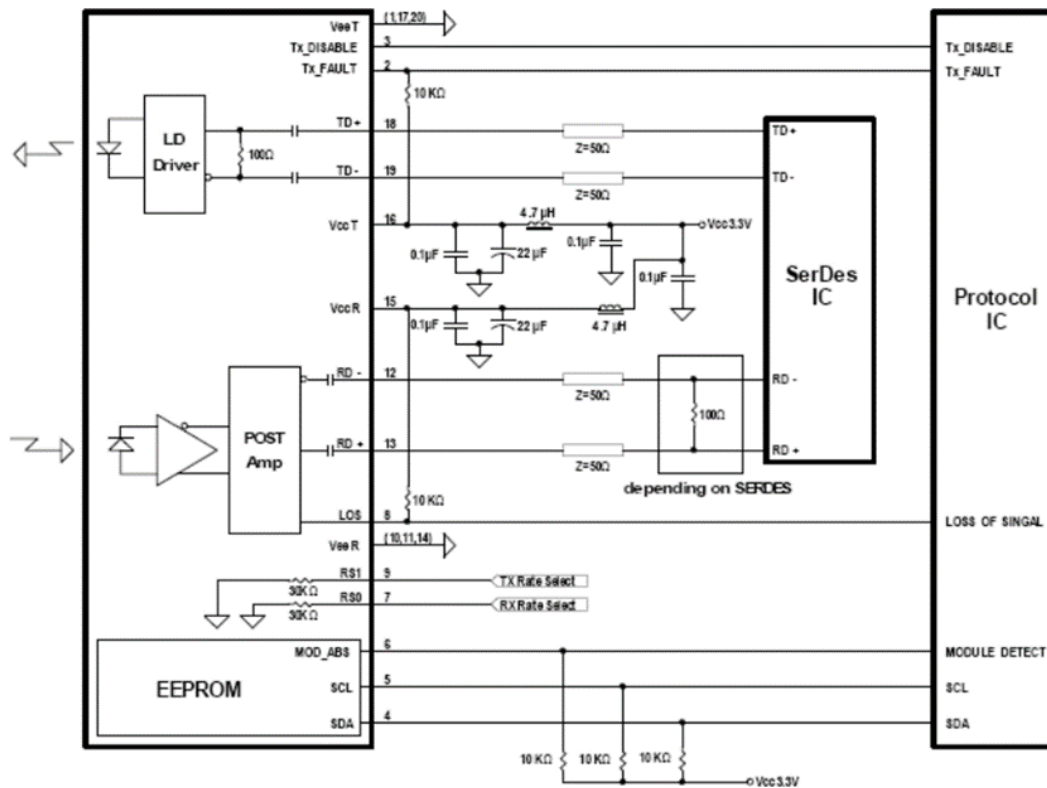 VeeT (1,17,20)
Tx_DISABLE 3 Tx_DISABLE
Tx_FAULT 2 Tx_FAULT
10 KΩ
TD+ 18 TD+
LD
Driver
100Ω
Z=50Ω
TD- 19 TD-
Z=50Ω
VccT 16 4.7 µH Vcc3.3V
0.1µF 22 µF 0.1µF
0.1µF
SerDes
IC
Protocol
IC
VccR 15
0.1µF 22 µF 4.7 µH
RD - 12 RD -
Z=50Ω
100Ω
POST
Amp
RD + 13 RD +
Z=50Ω
depending on SERDES
10 KΩ
LOS 8 LOSS OF SINGAL
VeeR (10,11,14)
RS1 9 TX Rate Select
30KΩ
RS0 7 RX Rate Select
30KΩ
MOD_ABS 6 MODULE DETECT
EEPROM
SCL 5 SCL
SDA 4 SDA
10 KΩ 10 KΩ 10 KΩ
Vcc3.3V